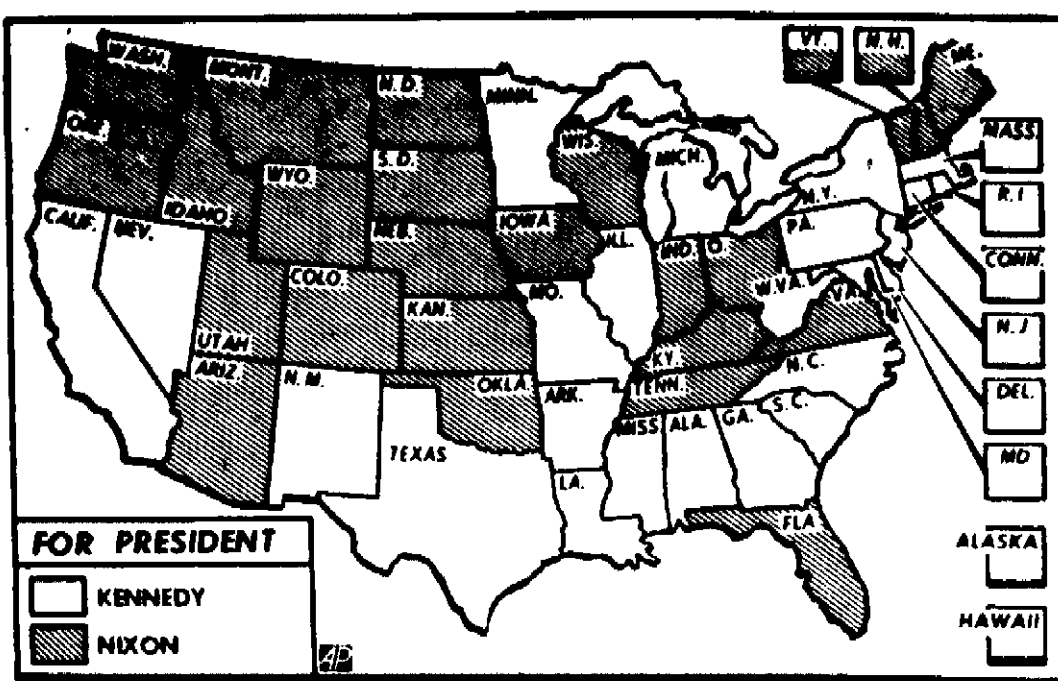 WASH.
MONT.
N.D.
MINN.
VT.
N.H.
ME.
ORE.
IDAHO
WYO.
S.D.
WIS.
MICH.
N.Y.
MASS.
R.I
CONN.
N.J
DEL.
MD
CALIF.
NEV.
UTAH
COLO.
NEB.
IOWA
ILL.
IND.
O.
PA.
W.VA.
VA.
KAN.
MO.
KY.
ARIZ.
N.M.
OKLA.
ARK.
TENN.
N.C.
S.C.
TEXAS
LA.
MISS.
ALA.
GA.
FLA
ALASKA
HAWAII
FOR PRESIDENT
KENNEDY
NIXON
AP